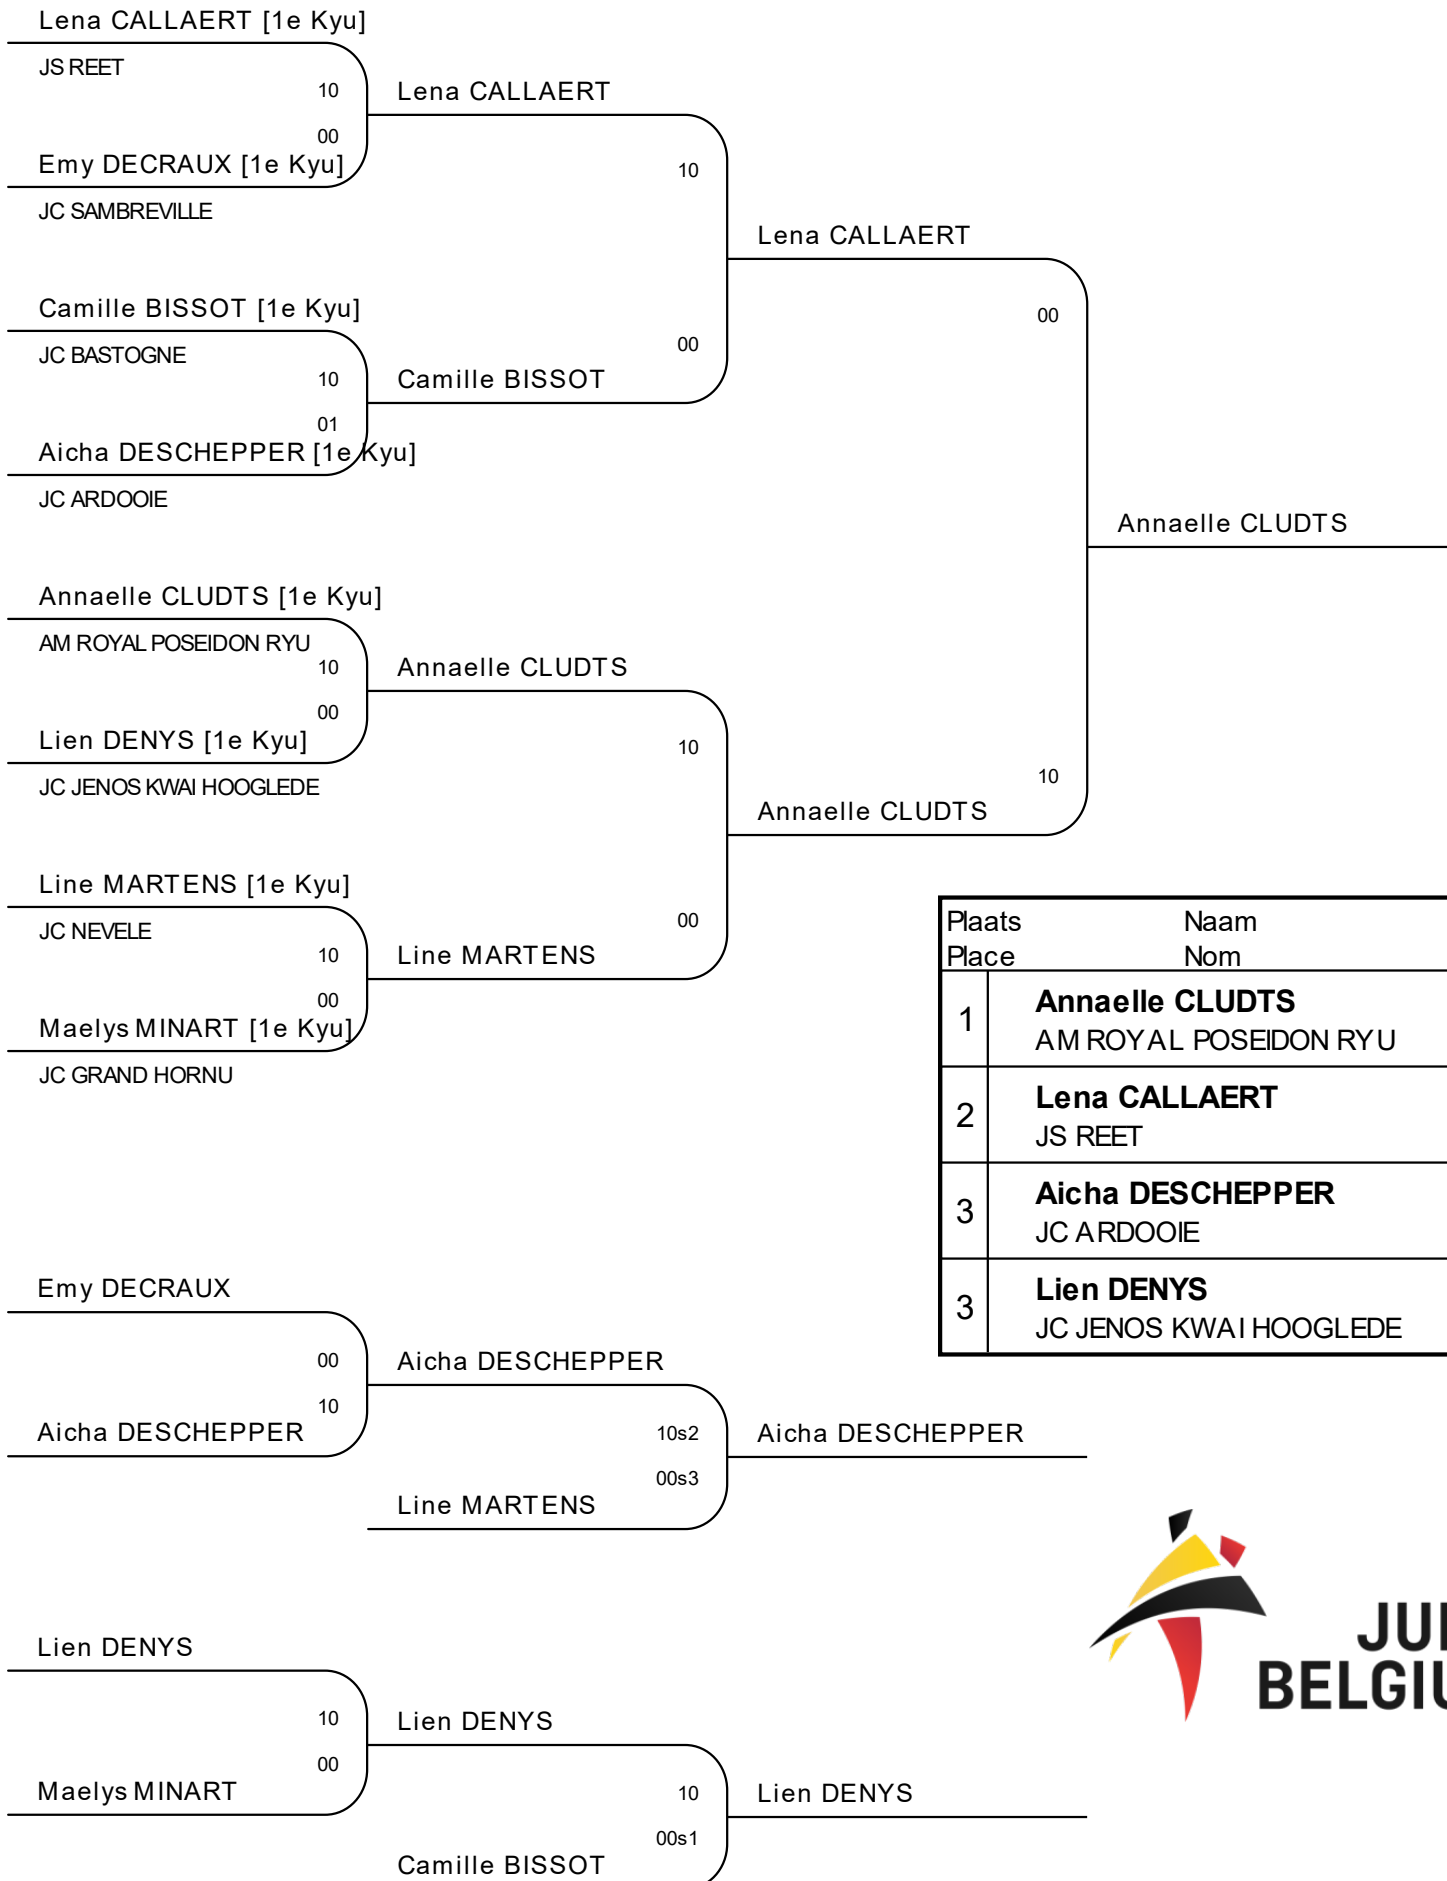 Lena CALLAERT [1e Kyu]
JS REET
10
Lena CALLAERT
00
Emy DECRAUX [1e Kyu]
10
JC SAMBREVILLE
Lena CALLAERT
Camille BISSOT [1e Kyu]
00
JC BASTOGNE
00
10
Camille BISSOT
01
Aicha DESCHEPPER [1e Kyu]
JC ARDOOIE
Annaelle CLUDTS
Annaelle CLUDTS [1e Kyu]
AM ROYAL POSEIDON RYU
10
Annaelle CLUDTS
00
Lien DENYS [1e Kyu]
10
JC JENOS KWAI HOOGLEDE
10
Annaelle CLUDTS
Line MARTENS [1e Kyu]
JC NEVELE
00
10
Line MARTENS
00
Maelys MINART [1e Kyu]
JC GRAND HORNU
Plaats Naam
Place Nom
1 Annaelle CLUDTS
AM ROYAL POSEIDON RYU
2 Lena CALLAERT
JS REET
3 Aicha DESCHEPPER
JC ARDOOIE
3 Lien DENYS
JC JENOS KWAI HOOGLEDE
Emy DECRAUX
00
Aicha DESCHEPPER
10
Aicha DESCHEPPER
10s2
Aicha DESCHEPPER
00s3
Line MARTENS
Lien DENYS
10
Lien DENYS
00
Maelys MINART
10
Lien DENYS
00s1
Camille BISSOT